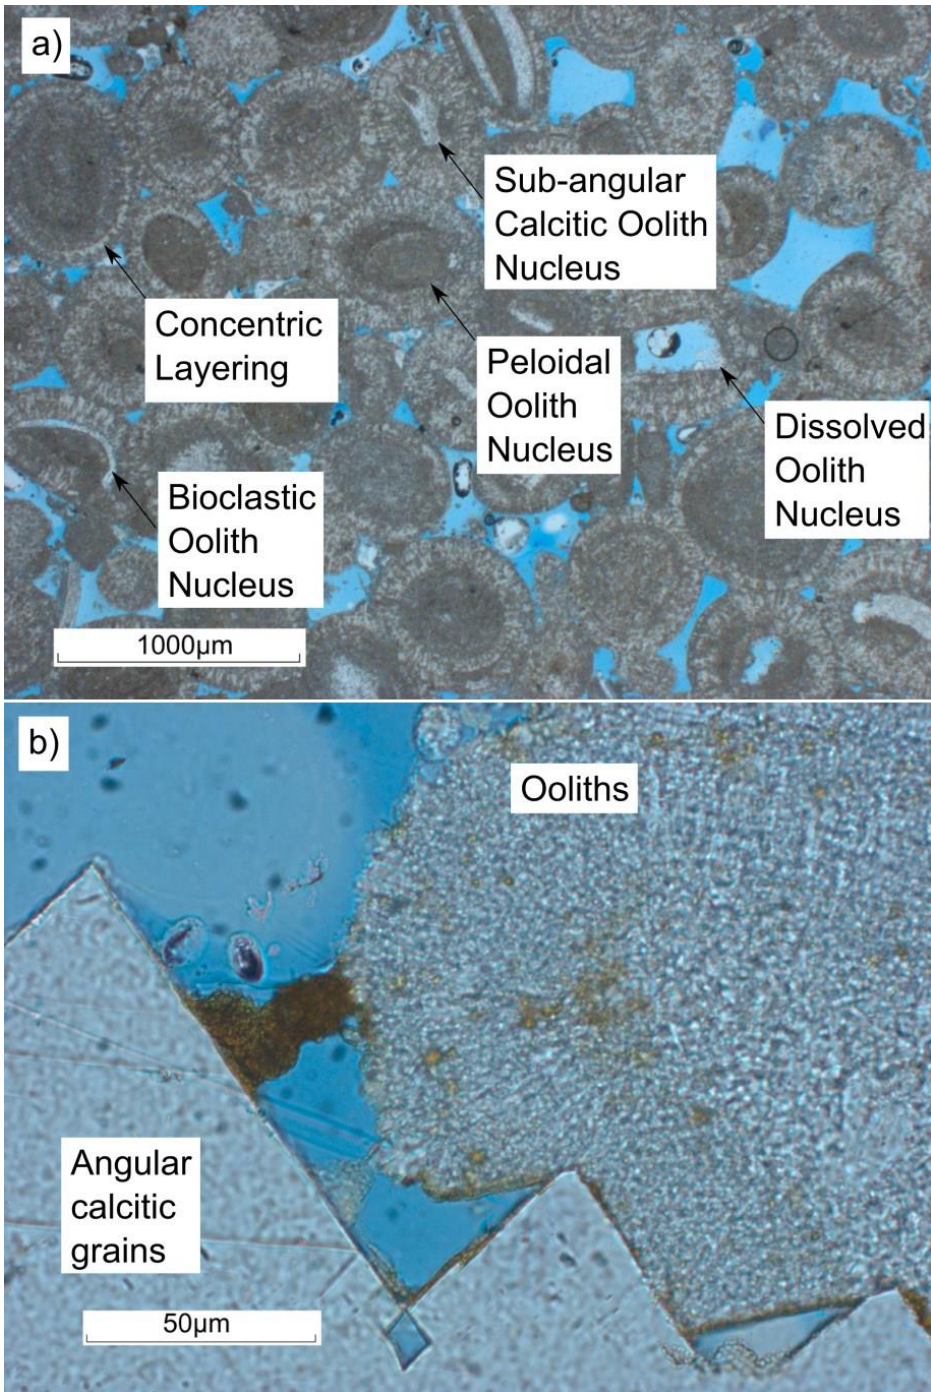 a)
Sub-angular
Calcitic Oolith
Nucleus
Concentric
Layering
Peloidal
Oolith
Nucleus
Dissolved
Oolith
Nucleus
Bioclastic
Oolith
Nucleus
1000µm
b)
Ooliths
Angular
calcitic
grains
50µm